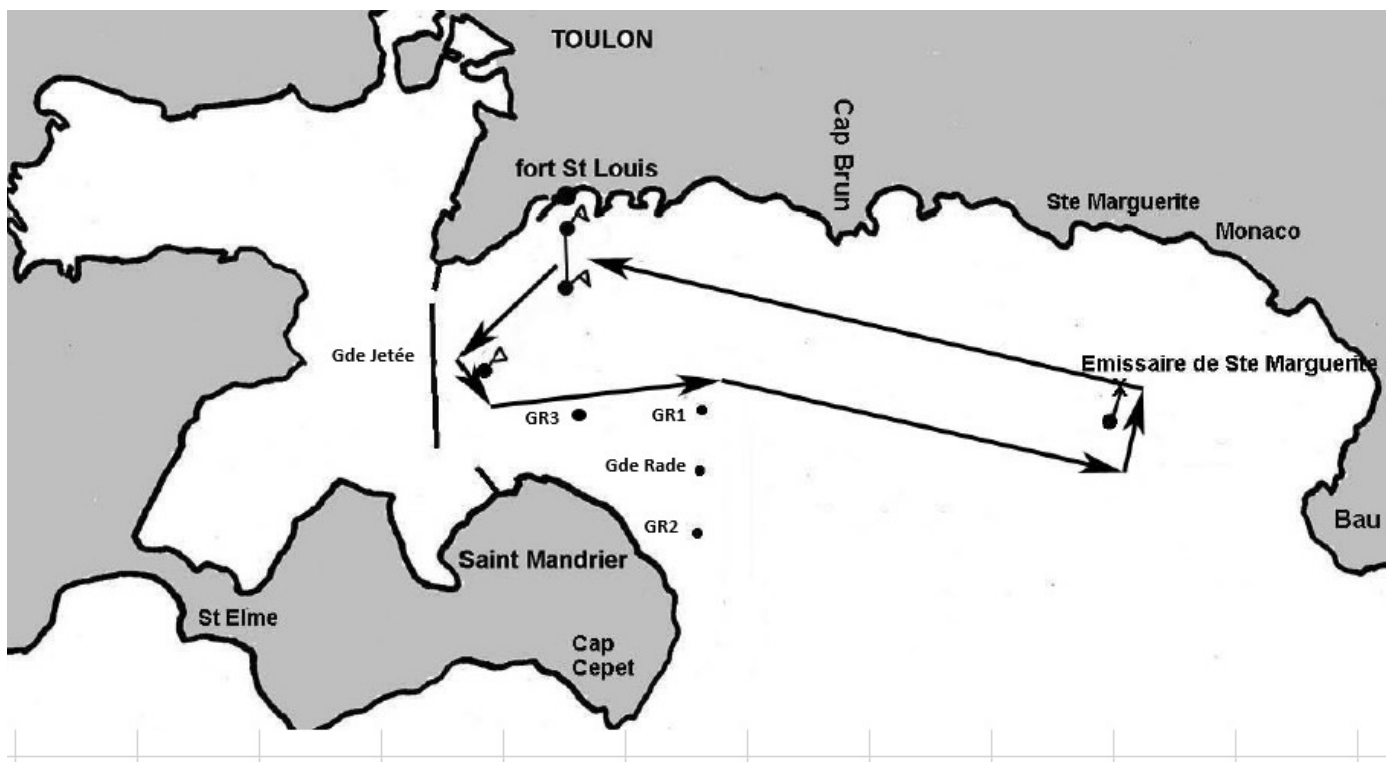 TOULON
Cap Brun
fort St Louis
Ste Marguerite
Monaco
Gde Jetée
Emissaire de Ste Marguerite
GR3
GR1
Gde Rade
GR2
Bau
Saint Mandrier
St Elme
Cap
Cepet